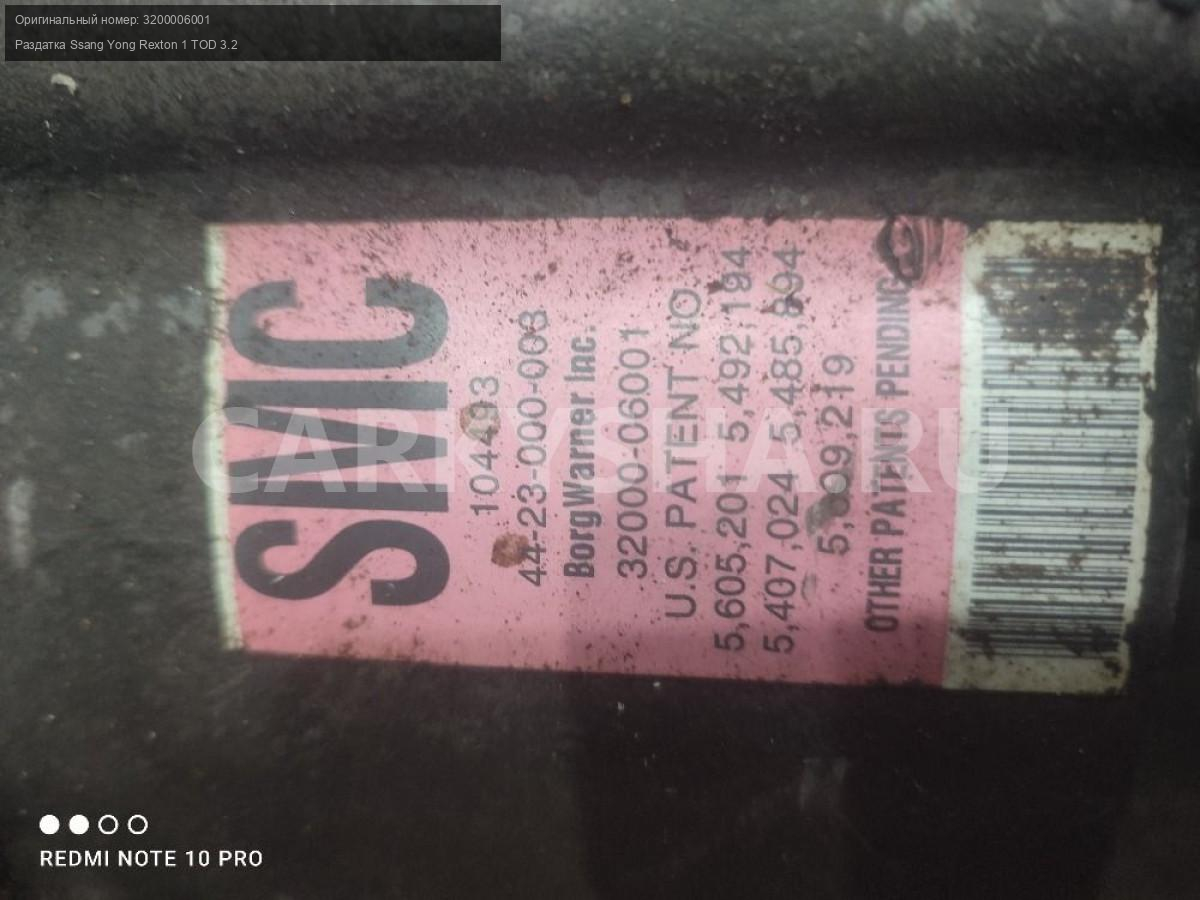 Оригинальный номер: 3200006001
Раздатка Ssang Yong Rexton 1 TOD 3.2
SMC
104493
44-23-000-003
BorgWarner Inc.
32000-06001
U.S. PATENT NO.
5,605,201 5,492,194
5,407,024 5,485,894
5,609,219
OTHER PATENTS PENDING
CARKYSHA.RU
REDMI NOTE 10 PRO